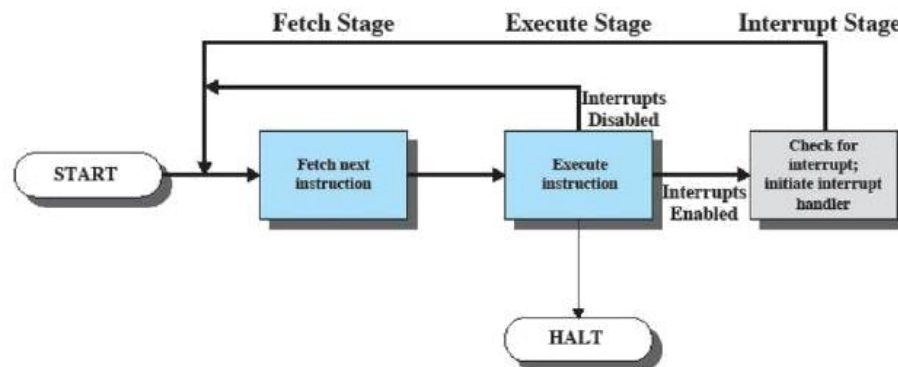 Fetch Stage
Execute Stage
Interrupt Stage
Interrupts
Disabled
START
Fetch next
instruction
Execute
instruction
Interrupts
Enabled
Check for
interrupt;
initiate interrupt
handler
HALT